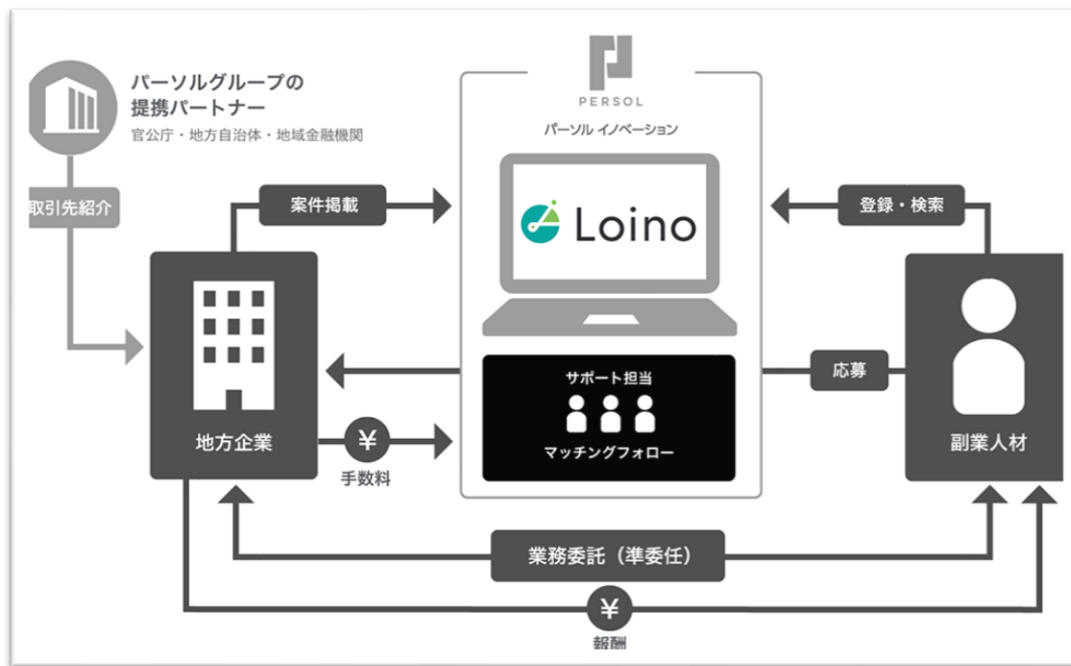 パーソルグループの
提携パートナー
官公庁・地方自治体・地域金融機関
PERSOL
パーソル イノベーション
取引先紹介
案件掲載
登録・検索
Loino
応募
サポート担当
マッチングフォロー
地方企業
¥
手数料
副業人材
業務委託（準委任）
¥
報酬